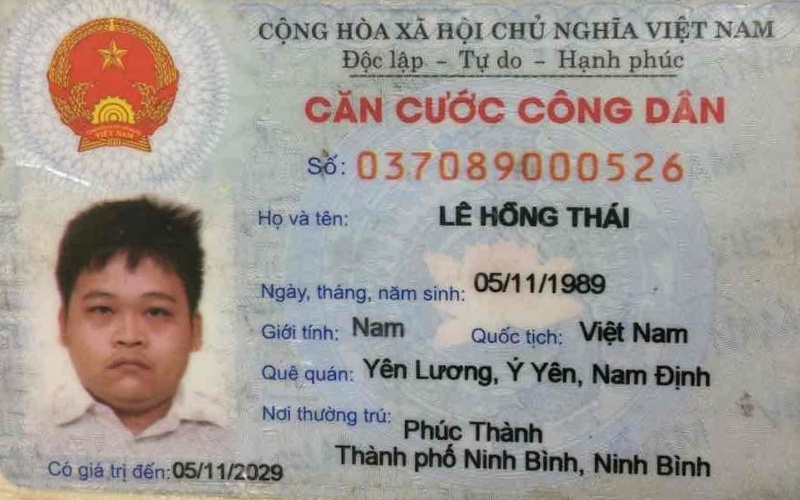 CỘNG HÒA XÃ HỘI CHỦ NGHĨA VIỆT NAM
Độc lập - Tự do - Hạnh phúc
CĂN CƯỚC CÔNG DÂN
Số: 037089000526
Họ và tên: LÊ HỒNG THÁI
Ngày, tháng, năm sinh: 05/11/1989
Giới tính: Nam Quốc tịch: Việt Nam
Quê quán: Yên Lương, Ý Yên, Nam Định
Nơi thường trú: Phúc Thành
Thành phố Ninh Bình, Ninh Bình
Có giá trị đến: 05/11/2029
VIỆT NAM